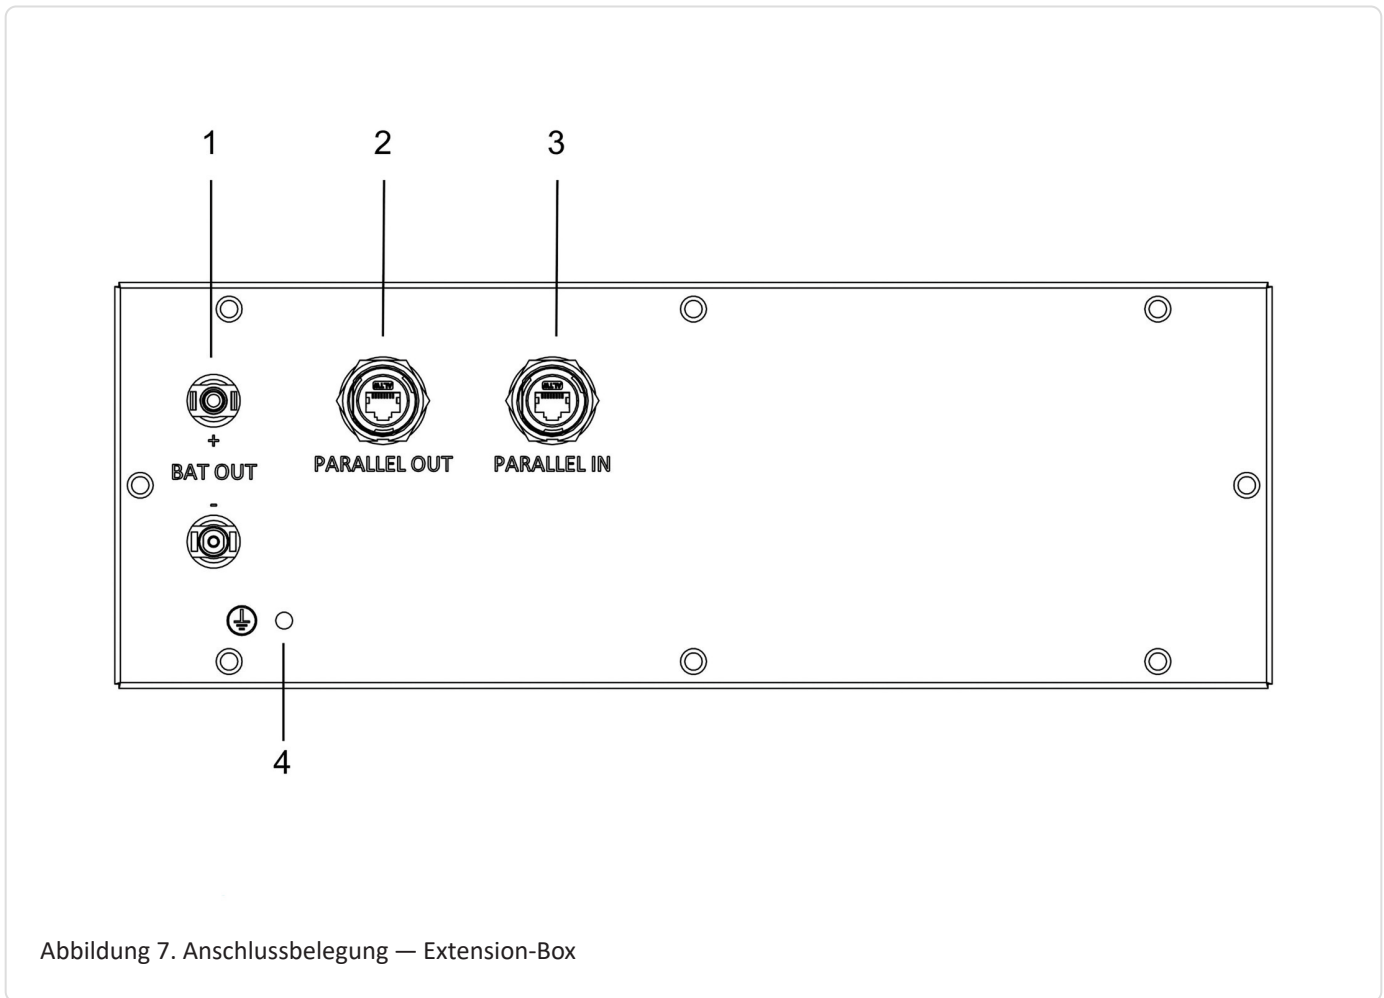 1 2 3
+
BAT OUT PARALLEL OUT PARALLEL IN
-
4
Abbildung 7. Anschlussbelegung — Extension-Box